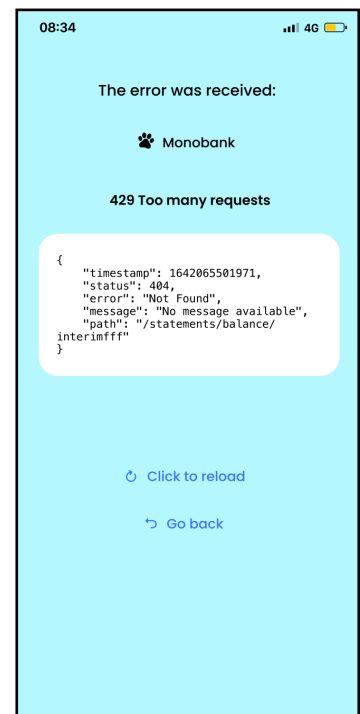 08:34 4G
The error was received:
Monobank
429 Too many requests
{
    "timestamp": 1642065501971,
    "status": 404,
    "error": "Not Found",
    "message": "No message available",
    "path": "/statements/balance/
interimfff"
}
Click to reload
Go back